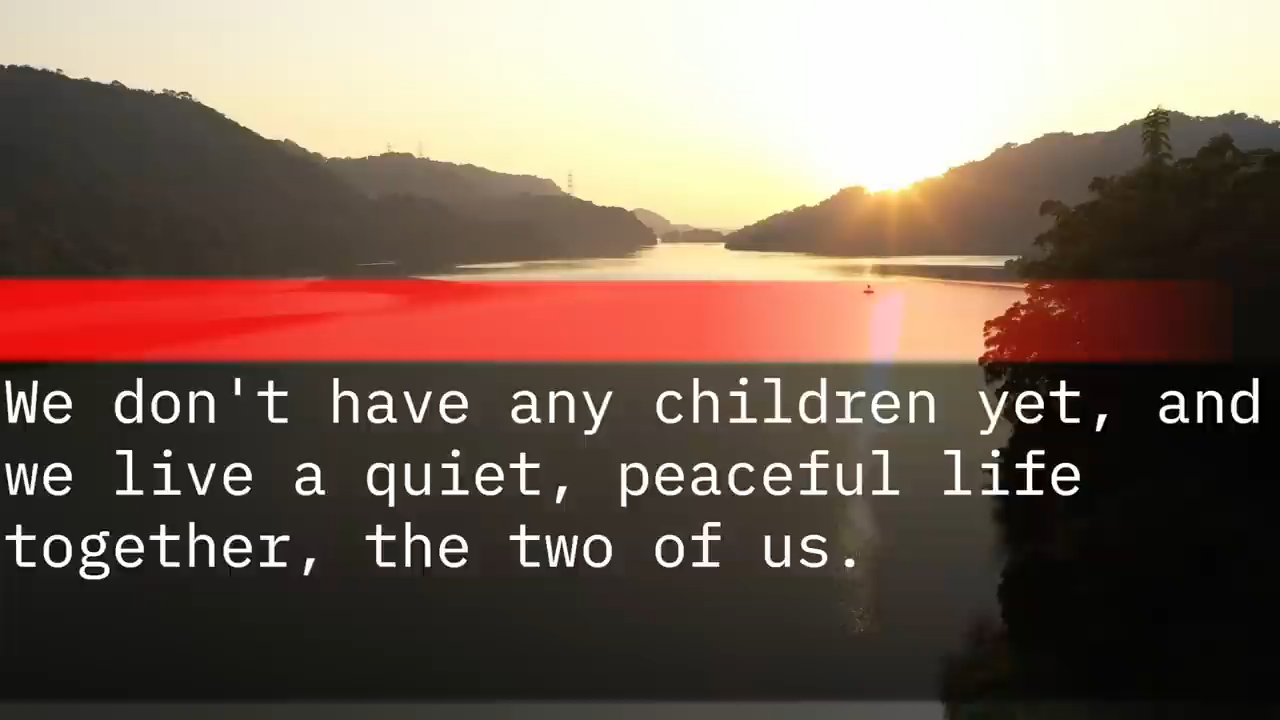 We don't have any children yet, and
we live a quiet, peaceful life
together, the two of us.